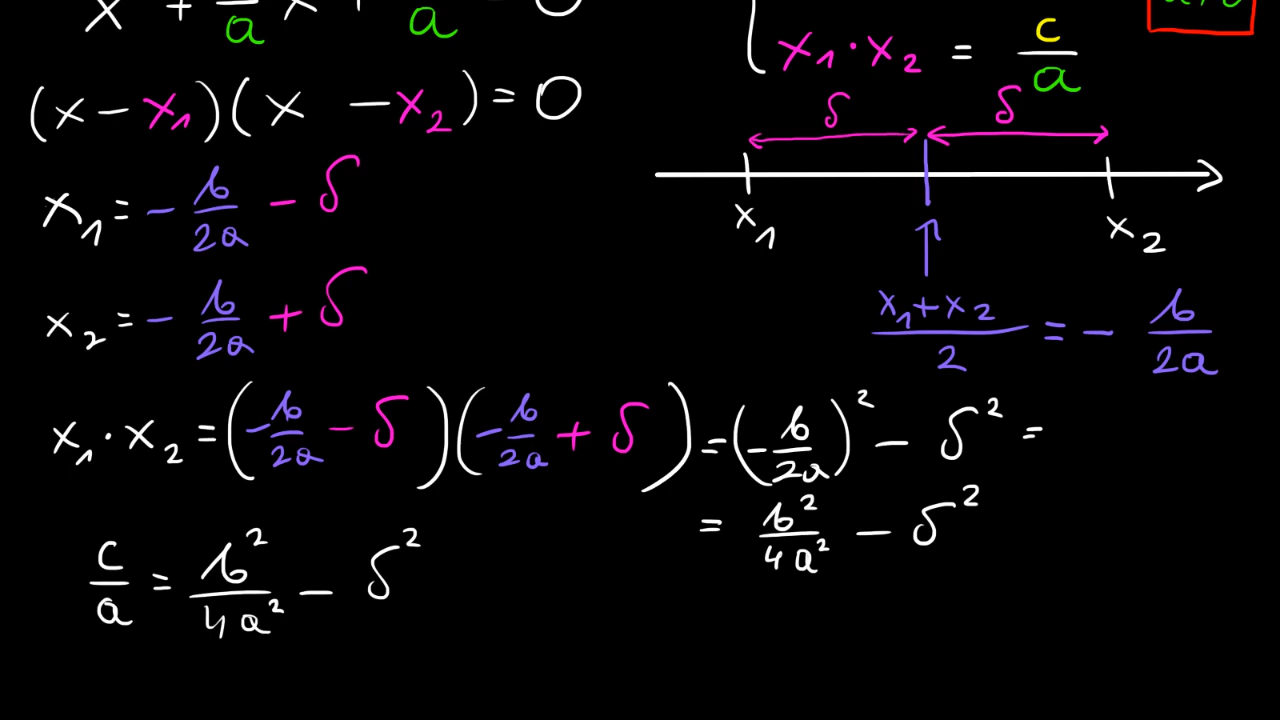 (x - x₁)(x - x₂) = 0
x₁ = - b/2a - δ
x₂ = - b/2a + δ
x₁ · x₂ = (- b/2a - δ)(- b/2a + δ) = (- b/2a)² - δ² =
= b²/4a² - δ²
c/a = b²/4a² - δ²
x₁ · x₂ = c/a
δ δ
x₁ x₂
(x₁ + x₂)/2 = - b/2a